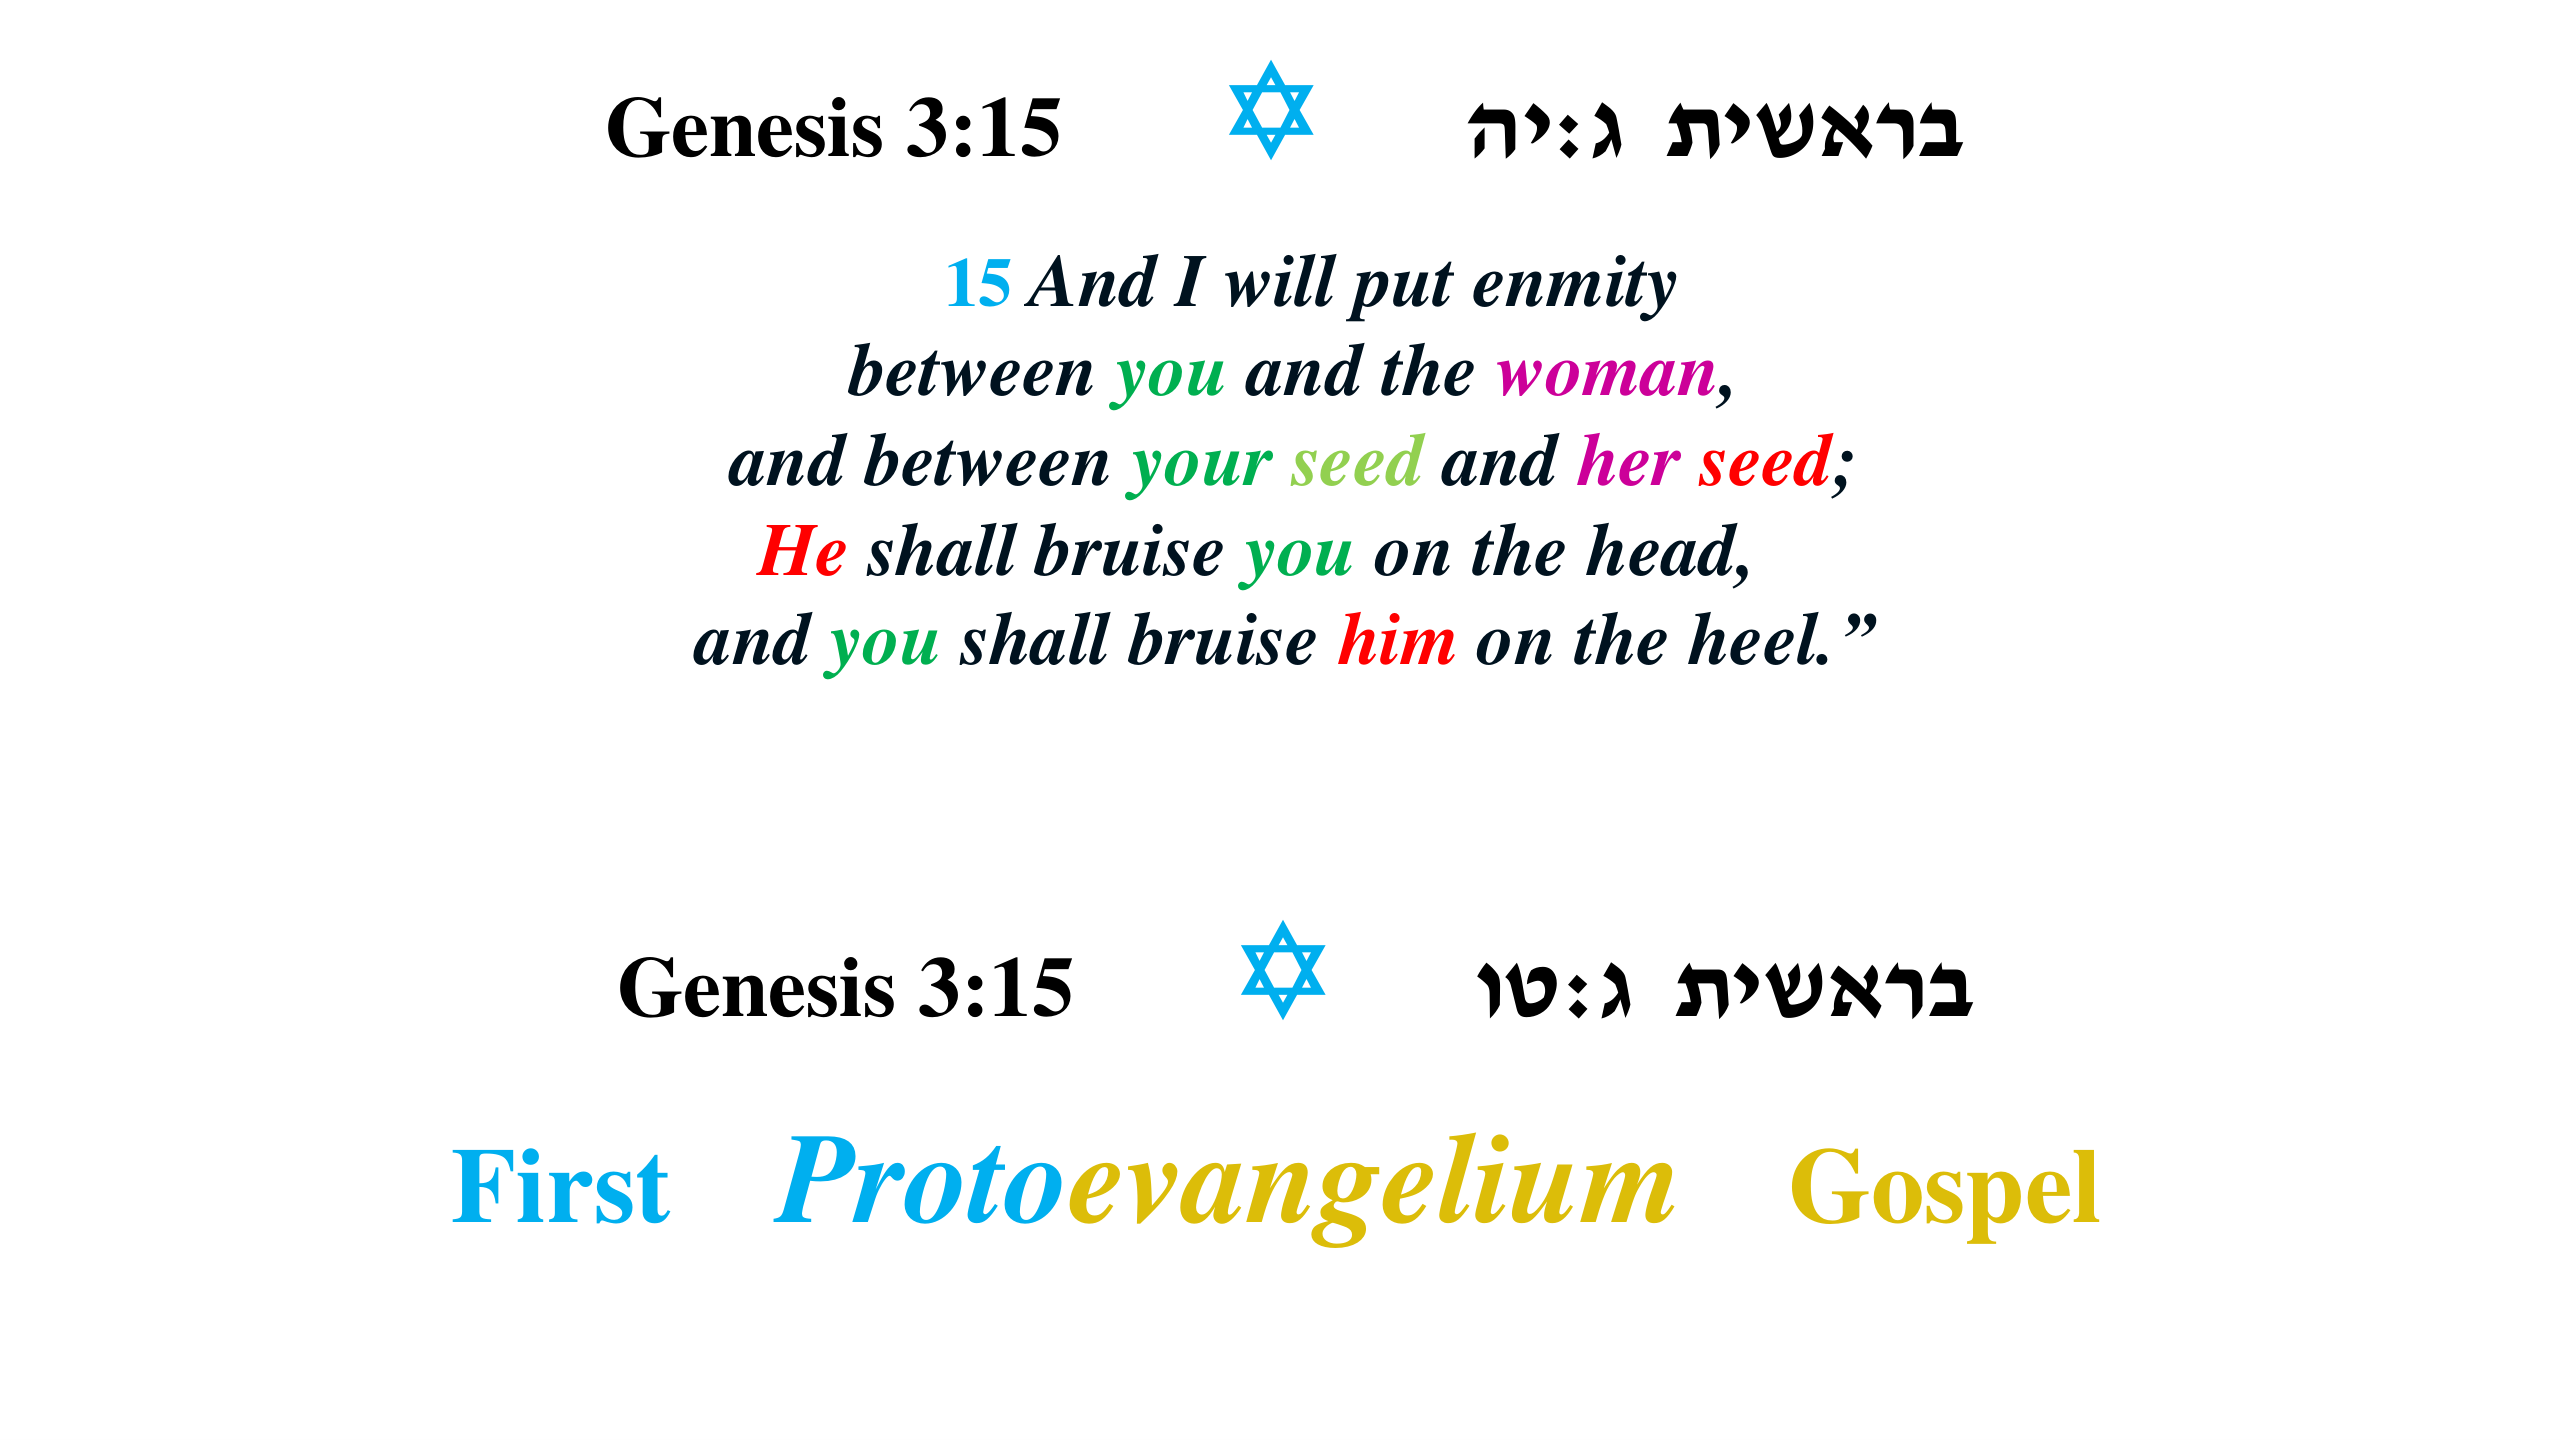 Genesis 3:15 ✡ בראשית ג:יה
15 And I will put enmity
between you and the woman,
and between your seed and her seed;
He shall bruise you on the head,
and you shall bruise him on the heel.”
Genesis 3:15 ✡ בראשית ג:טו
First Protoevangelium Gospel